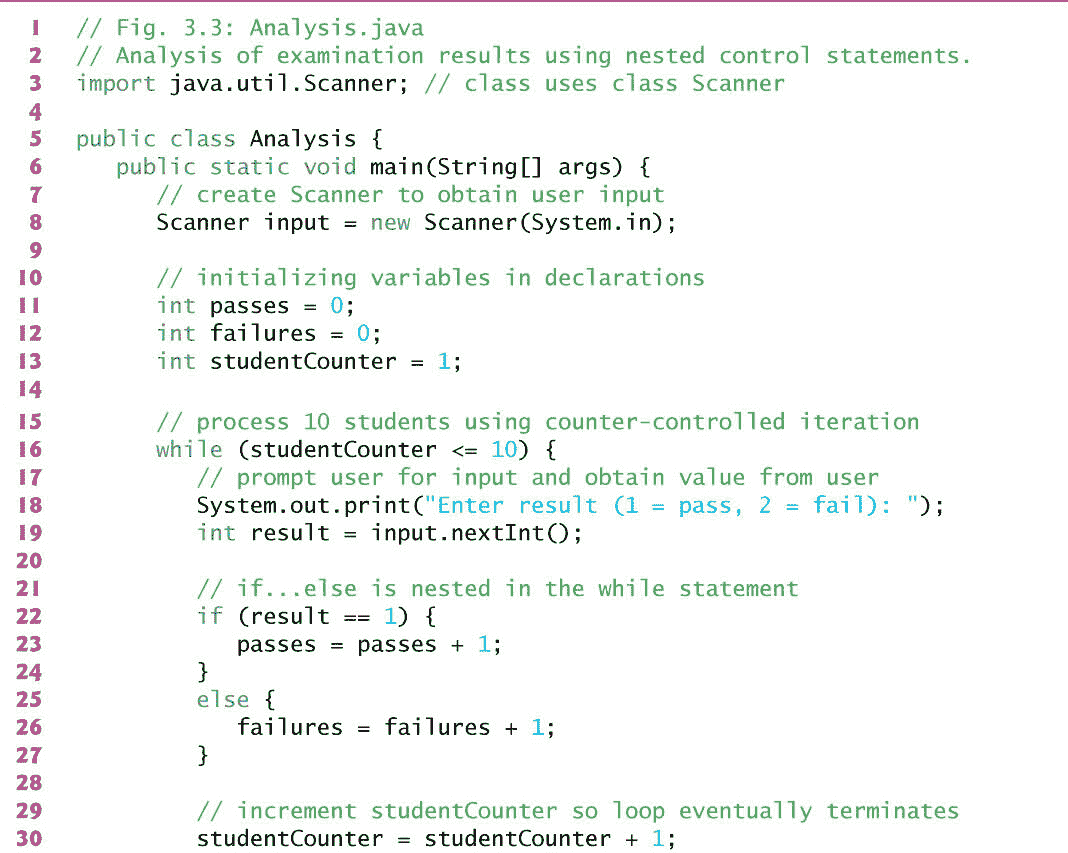 1 // Fig. 3.3: Analysis.java
2 // Analysis of examination results using nested control statements.
3 import java.util.Scanner; // class uses class Scanner
4
5 public class Analysis {
6    public static void main(String[] args) {
7       // create Scanner to obtain user input
8       Scanner input = new Scanner(System.in);
9
10       // initializing variables in declarations
11       int passes = 0;
12       int failures = 0;
13       int studentCounter = 1;
14
15       // process 10 students using counter-controlled iteration
16       while (studentCounter <= 10) {
17          // prompt user for input and obtain value from user
18          System.out.print("Enter result (1 = pass, 2 = fail): ");
19          int result = input.nextInt();
20
21          // if...else is nested in the while statement
22          if (result == 1) {
23             passes = passes + 1;
24          }
25          else {
26             failures = failures + 1;
27          }
28
29          // increment studentCounter so loop eventually terminates
30          studentCounter = studentCounter + 1;